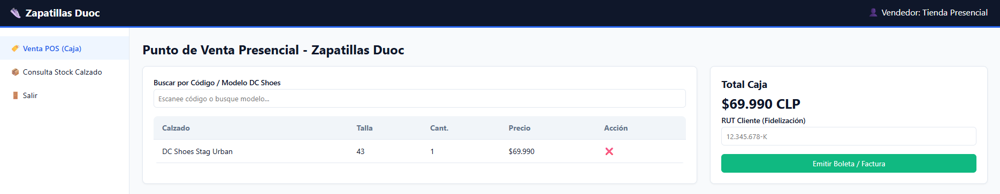 Zapatillas Duoc
Vendedor: Tienda Presencial
Venta POS (Caja)
Consulta Stock Calzado
Salir
Punto de Venta Presencial - Zapatillas Duoc
Buscar por Código / Modelo DC Shoes
Escanee código o busque modelo...
Calzado Talla Cant. Precio Acción
DC Shoes Stag Urban 43 1 $69.990 ❌
Total Caja
$69.990 CLP
RUT Cliente (Fidelización)
12.345.678-K
Emitir Boleta / Factura